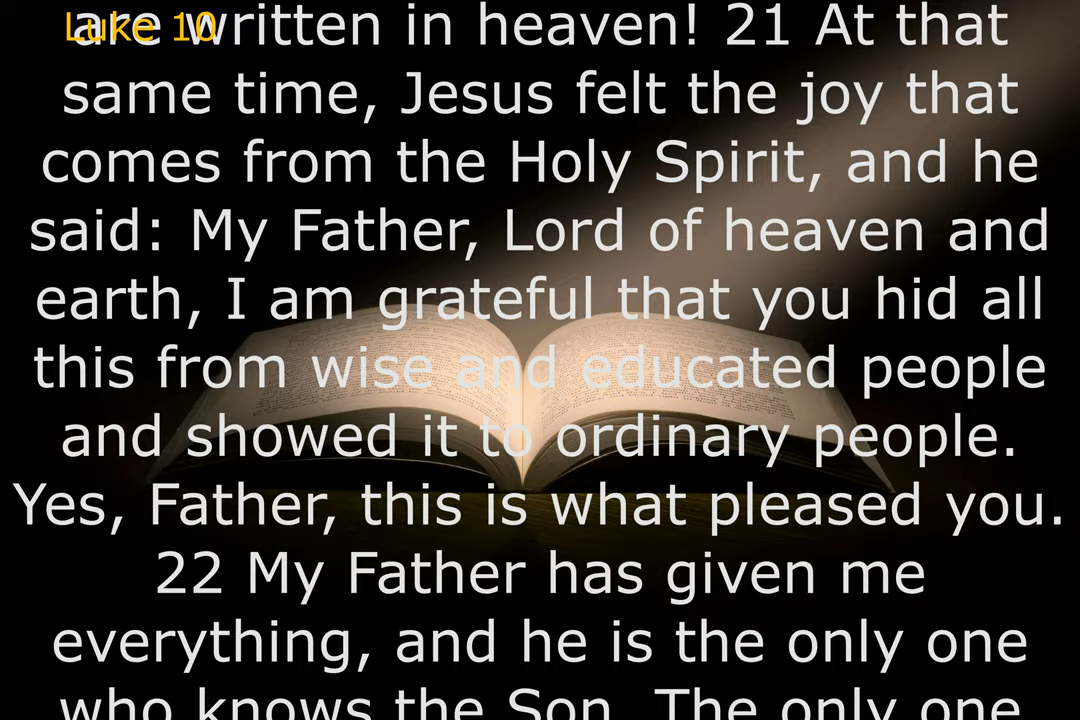 Luke 10
are written in heaven! 21 At that
same time, Jesus felt the joy that
comes from the Holy Spirit, and he
said: My Father, Lord of heaven and
earth, I am grateful that you hid all
this from wise and educated people
and showed it to ordinary people.
Yes, Father, this is what pleased you.
22 My Father has given me
everything, and he is the only one
who knows the Son. The only one